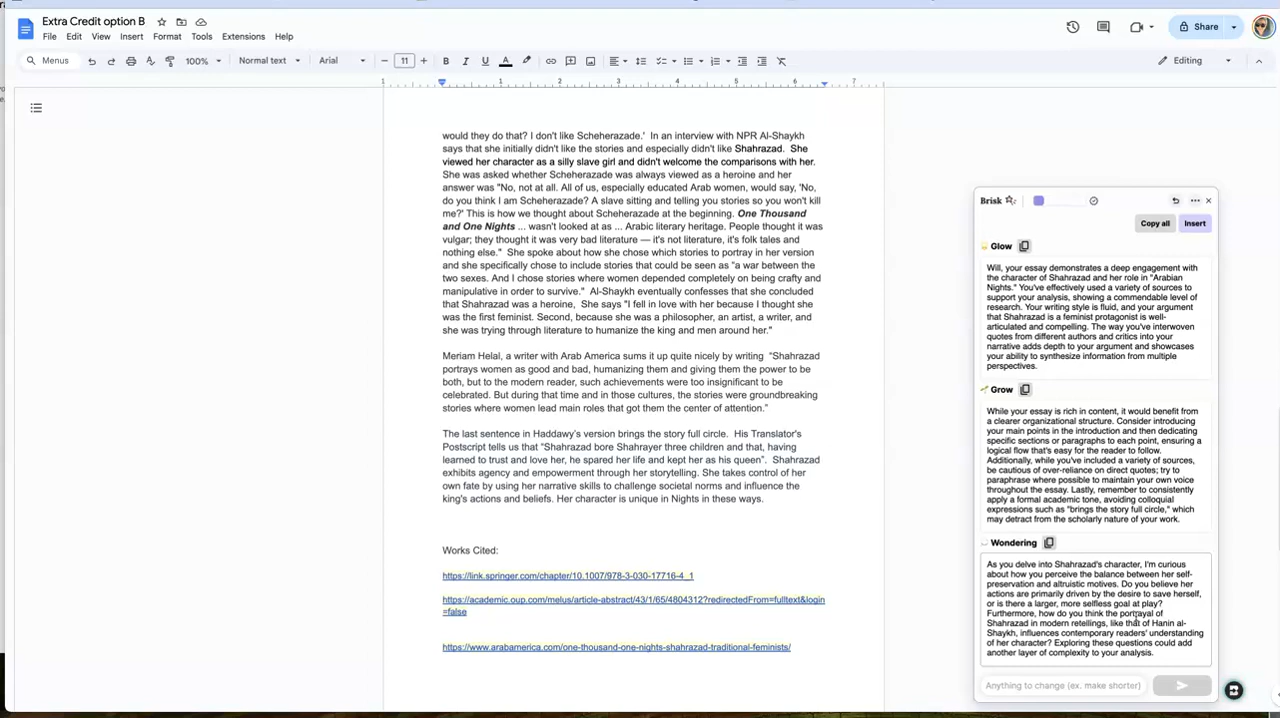 Extra Credit option B
File Edit View Insert Format Tools Extensions Help
Share
Menus
100%
Normal text
Arial
11
Editing
1 1 2 3 4 5 6 7
would they do that? I don't like Scheherazade.' In an interview with NPR Al-Shaykh
says that she initially didn't like the stories and especially didn't like Shahrazad. She
viewed her character as a silly slave girl and didn't welcome the comparisons with her.
She was asked whether Scheherazade was always viewed as a heroine and her
answer was "No, not at all. All of us, especially educated Arab women, would say, 'No,
do you think I am Scheherazade? A slave sitting and telling you stories so you won't kill
me?' This is how we thought about Scheherazade at the beginning. One Thousand
and One Nights ... wasn't looked at as ... Arabic literary heritage. People thought it was
vulgar; they thought it was very bad literature — it's not literature, it's folk tales and
nothing else." She spoke about how she chose which stories to portray in her version
and she specifically chose to include stories that could be seen as "a war between the
two sexes. And I chose stories where women depended completely on being crafty and
manipulative in order to survive." Al-Shaykh eventually confesses that she concluded
that Shahrazad was a heroine, She says "I fell in love with her because I thought she
was the first feminist. Second, because she was a philosopher, an artist, a writer, and
she was trying through literature to humanize the king and men around her."
Meriam Helal, a writer with Arab America sums it up quite nicely by writing "Shahrazad
portrays women as good and bad, humanizing them and giving them the power to be
both, but to the modern reader, such achievements were too insignificant to be
celebrated. But during that time and in those cultures, the stories were groundbreaking
stories where women lead main roles that got them the center of attention."
The last sentence in Haddawy's version brings the story full circle. His Translator's
Postscript tells us that "Shahrazad bore Shahrayer three children and that, having
learned to trust and love her, he spared her life and kept her as his queen". Shahrazad
exhibits agency and empowerment through her storytelling. She takes control of her
own fate by using her narrative skills to challenge societal norms and influence the
king's actions and beliefs. Her character is unique in Nights in these ways.
Works Cited:
https://link.springer.com/chapter/10.1007/978-3-030-17716-4_1
https://academic.oup.com/melus/article-abstract/43/1/65/4804312?redirectedFrom=fulltext&login
=false
https://www.arabamerica.com/one-thousand-one-nights-shahrazad-traditional-feminists/
Brisk
Copy all
Insert
Glow
Will, your essay demonstrates a deep engagement with
the character of Shahrazad and her role in "Arabian
Nights." You've effectively used a variety of sources to
support your analysis, showing a commendable level of
research. Your writing style is fluid, and your argument
that Shahrazad is a feminist protagonist is well-
articulated and compelling. The way you've interwoven
quotes from different authors and critics into your
narrative adds depth to your argument and showcases
your ability to synthesize information from multiple
perspectives.
Grow
While your essay is rich in content, it would benefit from
a clearer organizational structure. Consider introducing
your main points in the introduction and then dedicating
specific sections or paragraphs to each point, ensuring a
logical flow that's easy for the reader to follow.
Additionally, while you've included a variety of sources,
be cautious of over-reliance on direct quotes; try to
paraphrase where possible to maintain your own voice
throughout the essay. Lastly, remember to consistently
apply a formal academic tone, avoiding colloquial
expressions such as "brings the story full circle," which
may detract from the scholarly nature of your work.
Wondering
As you delve into Shahrazad's character, I'm curious
about how you perceive the balance between her self-
preservation and altruistic motives. Do you believe her
actions are primarily driven by the desire to save herself,
or is there a larger, more selfless goal at play?
Furthermore, how do you think the portrayal of
Shahrazad in modern retellings, like that of Hanin al-
Shaykh, influences contemporary readers' understanding
of her character? Exploring these questions could add
another layer of complexity to your analysis.
Anything to change (ex. make shorter)